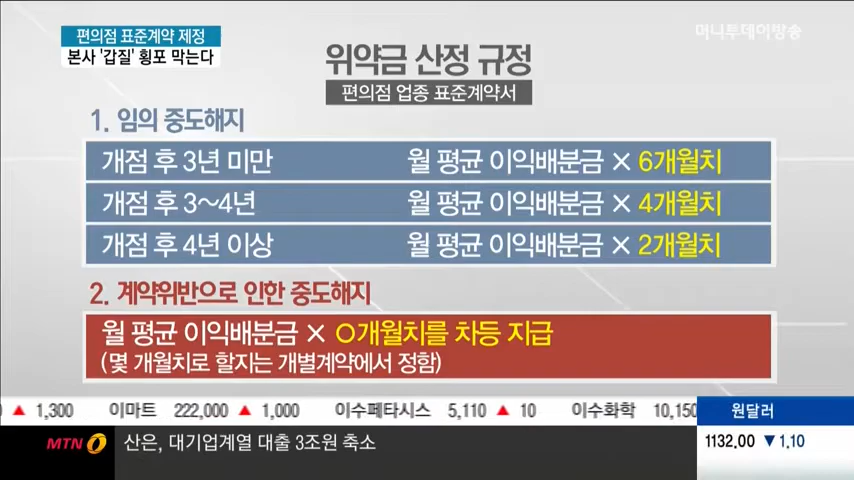 편의점 표준계약 제정
본사 '갑질' 횡포 막는다
머니투데이방송
위약금 산정 규정
편의점 업종 표준계약서
1. 임의 중도해지
개점 후 3년 미만 월 평균 이익배분금 × 6개월치
개점 후 3~4년 월 평균 이익배분금 × 4개월치
개점 후 4년 이상 월 평균 이익배분금 × 2개월치
2. 계약위반으로 인한 중도해지
월 평균 이익배분금 × O개월치를 차등 지급
(몇 개월치로 할지는 개별계약에서 정함)
▲ 1,300 이마트 222,000 ▲ 1,000 이수페타시스 5,110 ▲ 10 이수화학 10,150
원달러
MTN 산은, 대기업계열 대출 3조원 축소
1132.00 ▼1.10